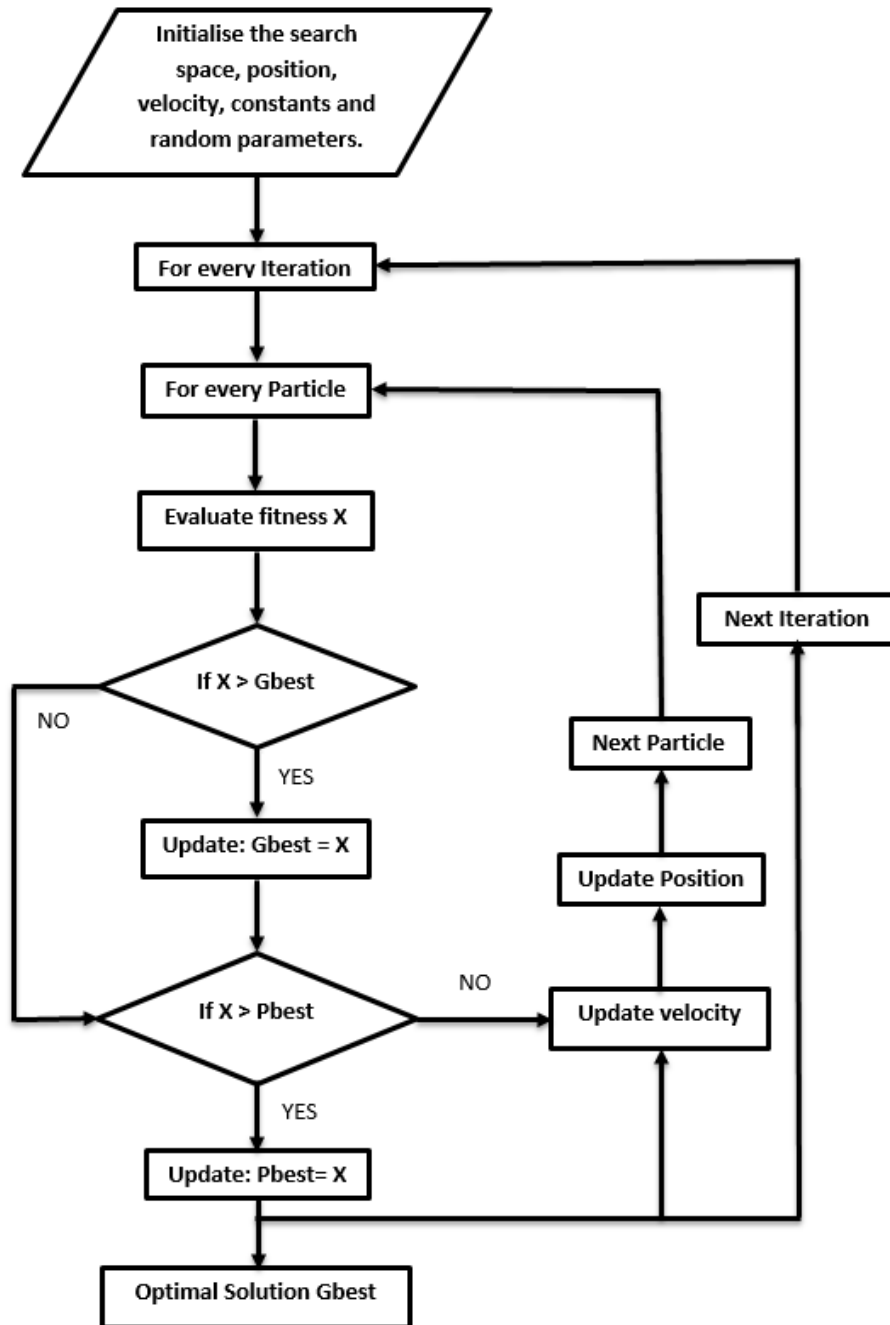 Initialise the search
space, position,
velocity, constants and
random parameters.
For every Iteration
For every Particle
Evaluate fitness X
Next Iteration
If X > Gbest
NO
Next Particle
YES
Update: Gbest = X
Update Position
If X > Pbest
NO
Update velocity
YES
Update: Pbest= X
Optimal Solution Gbest